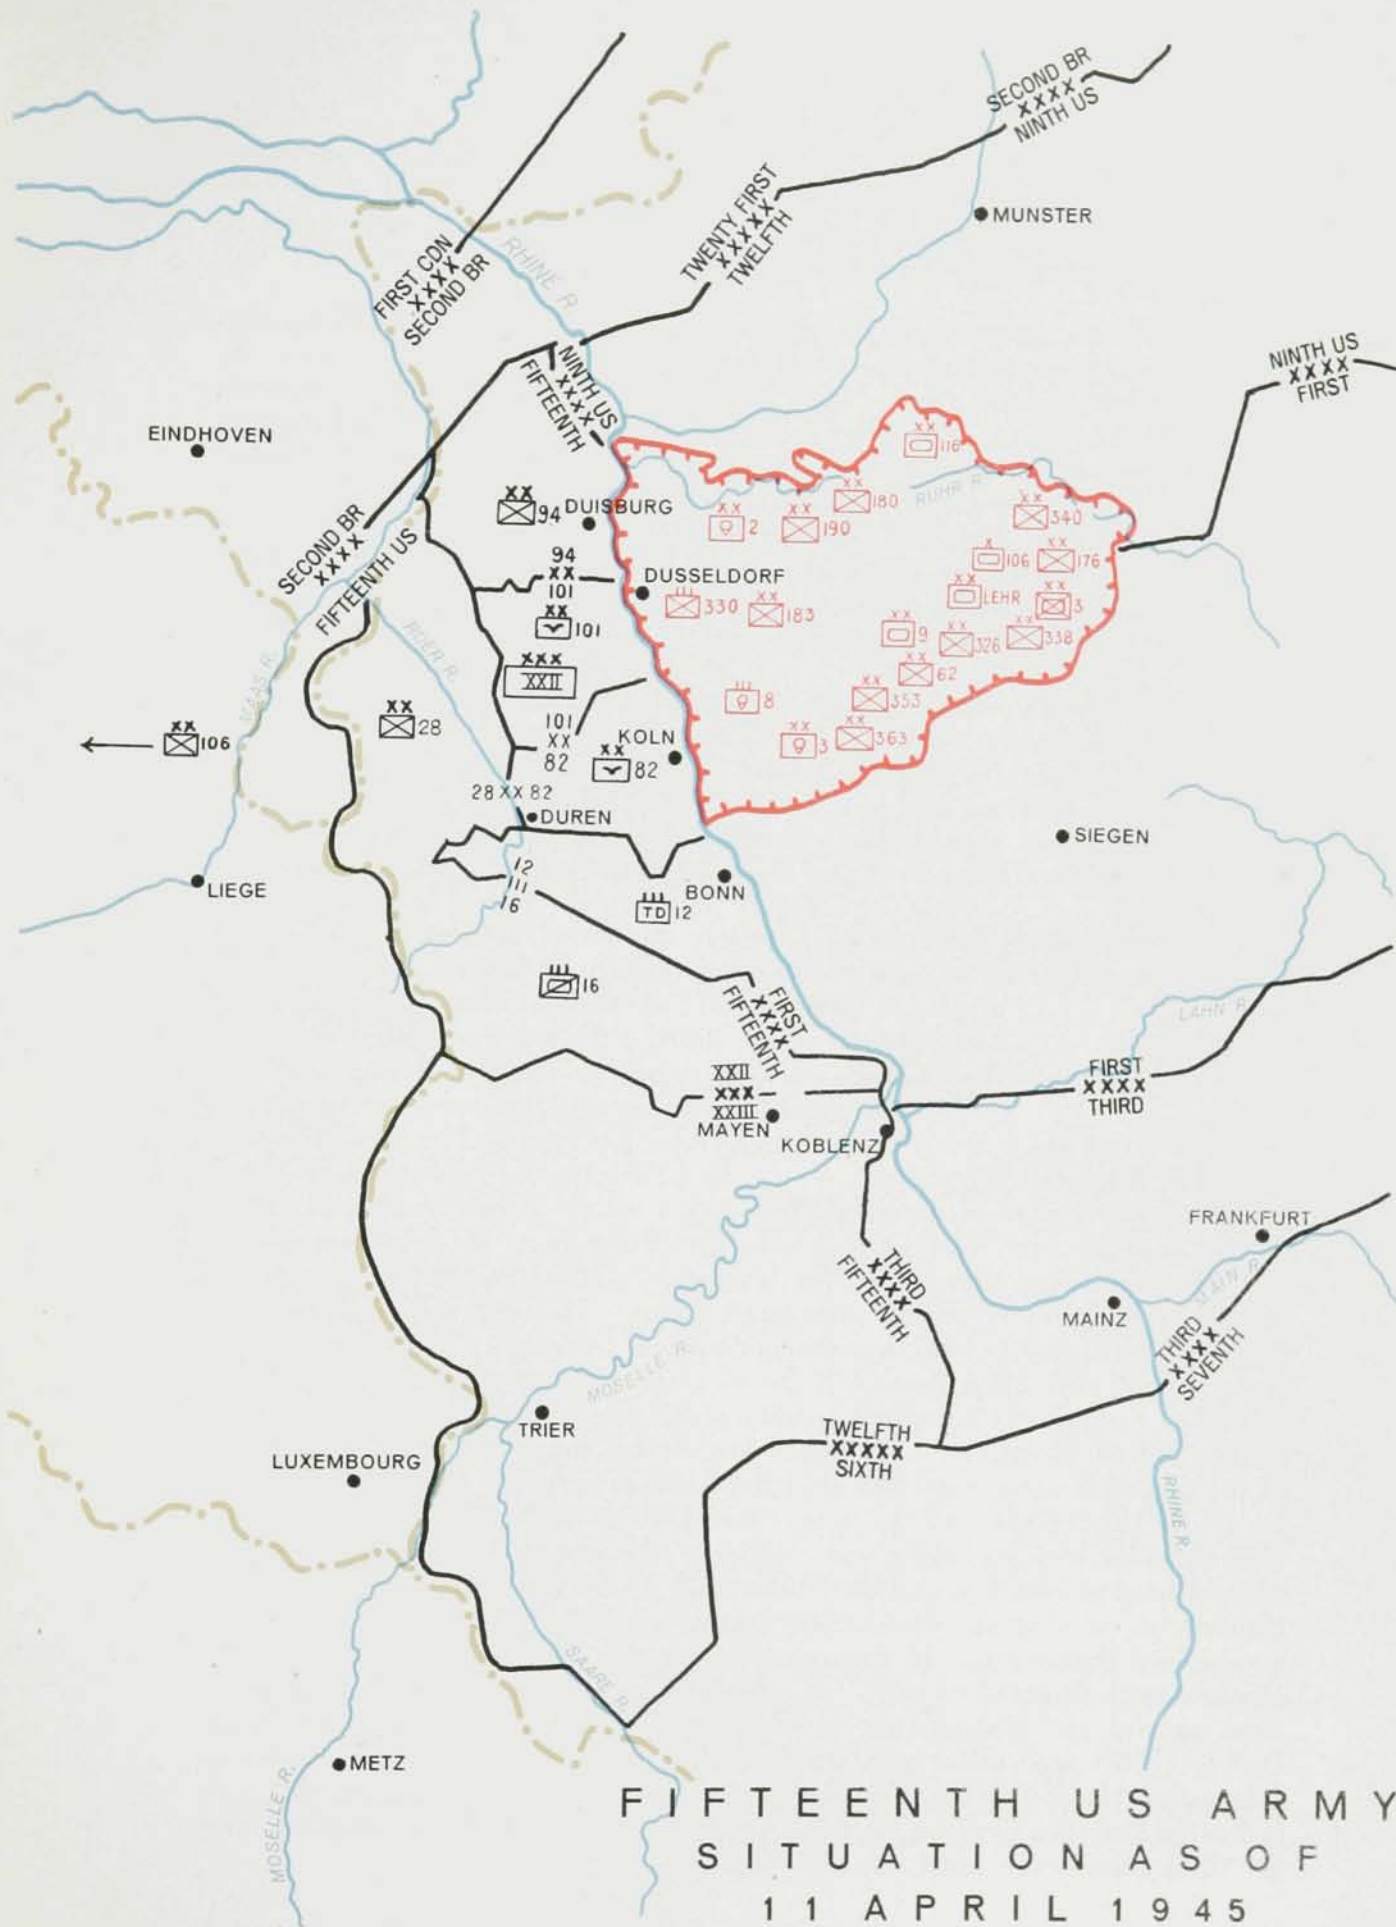 SECOND BR
XXXX
NINTH US
TWENTY FIRST
XXXXX
TWELFTH
MUNSTER
FIRST CDN
XXXX
SECOND BR
RHINE R.
NINTH US
XXXX
FIFTEENTH
NINTH US
XXXX
FIRST
EINDHOVEN
XX
116
XX
94
DUISBURG
XX
2
XX
190
XX
180
RUHR R.
XX
340
SECOND BR
XXXX
FIFTEENTH US
94
XX
101
DUSSELDORF
X
106
XX
176
XX
LEHR
XX
3
III
330
XX
183
XX
101
XX
9
XX
326
XX
338
ROER R.
XXX
XXII
XX
62
MAAS R.
XX
28
III
8
XX
353
XX
106
101
XX
82
KOLN
XX
82
XX
3
XX
363
28 XX 82
DUREN
SIEGEN
LIEGE
12
III
16
BONN
III
TD 12
III
16
FIRST
XXXX
FIFTEENTH
LAHN R.
XXII
XXX
XXIII
MAYEN
FIRST
XXXX
THIRD
KOBLENZ
FRANKFURT
THIRD
XXXX
FIFTEENTH
MAIN R.
MAINZ
THIRD
XXXX
SEVENTH
MOSELLE R.
TRIER
TWELFTH
XXXXX
SIXTH
LUXEMBOURG
RHINE R.
SAARE R.
METZ
MOSELLE R.
FIFTEENTH US ARMY
SITUATION AS OF
11 APRIL 1945